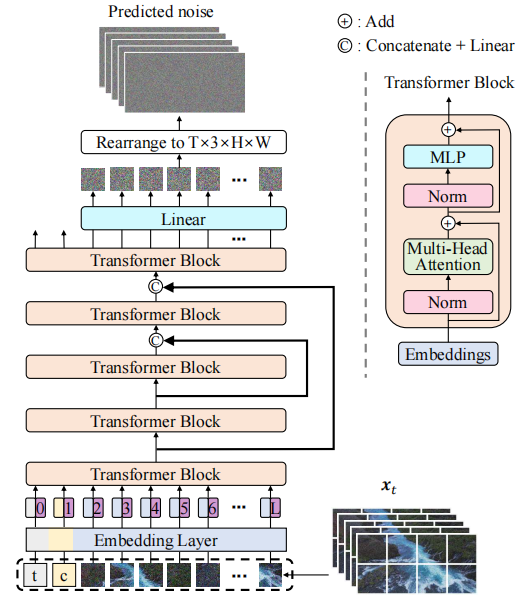 Predicted noise
+ : Add
C : Concatenate + Linear
Rearrange to T×3×H×W
...
Linear
...
Transformer Block
C
Transformer Block
C
Transformer Block
Transformer Block
Transformer Block
0 1 2 3 4 5 6 ... L
Embedding Layer
t c ...
x_t
Transformer Block
+
MLP
Norm
+
Multi-Head
Attention
Norm
Embeddings